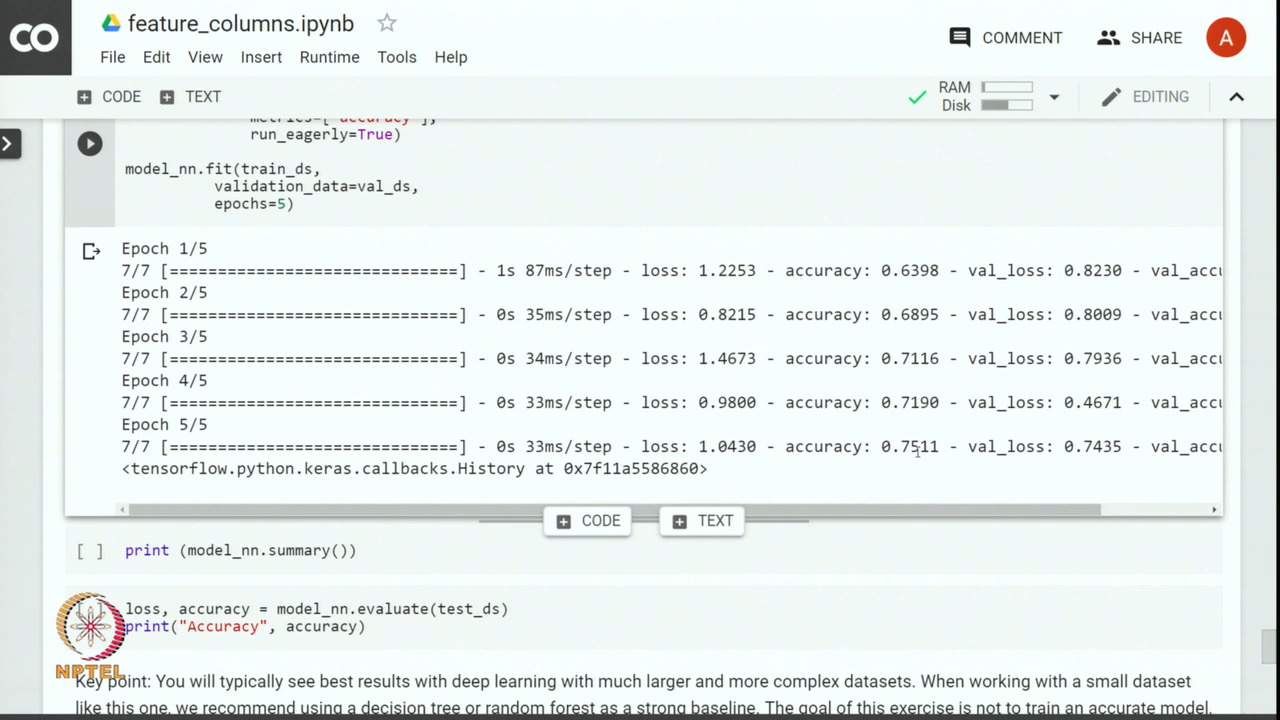 CO
feature_columns.ipynb
COMMENT
SHARE
A
File Edit View Insert Runtime Tools Help
CODE TEXT
RAM
Disk
EDITING
metrics=['accuracy'],
run_eagerly=True)
model_nn.fit(train_ds,
validation_data=val_ds,
epochs=5)
Epoch 1/5
7/7 [==============================] - 1s 87ms/step - loss: 1.2253 - accuracy: 0.6398 - val_loss: 0.8230 - val_accu
Epoch 2/5
7/7 [==============================] - 0s 35ms/step - loss: 0.8215 - accuracy: 0.6895 - val_loss: 0.8009 - val_accu
Epoch 3/5
7/7 [==============================] - 0s 34ms/step - loss: 1.4673 - accuracy: 0.7116 - val_loss: 0.7936 - val_accu
Epoch 4/5
7/7 [==============================] - 0s 33ms/step - loss: 0.9800 - accuracy: 0.7190 - val_loss: 0.4671 - val_accu
Epoch 5/5
7/7 [==============================] - 0s 33ms/step - loss: 1.0430 - accuracy: 0.7511 - val_loss: 0.7435 - val_accu
<tensorflow.python.keras.callbacks.History at 0x7f11a5586860>
CODE TEXT
[ ] print (model_nn.summary())
loss, accuracy = model_nn.evaluate(test_ds)
print("Accuracy", accuracy)
NPTEL
Key point: You will typically see best results with deep learning with much larger and more complex datasets. When working with a small dataset
like this one, we recommend using a decision tree or random forest as a strong baseline. The goal of this exercise is not to train an accurate model,